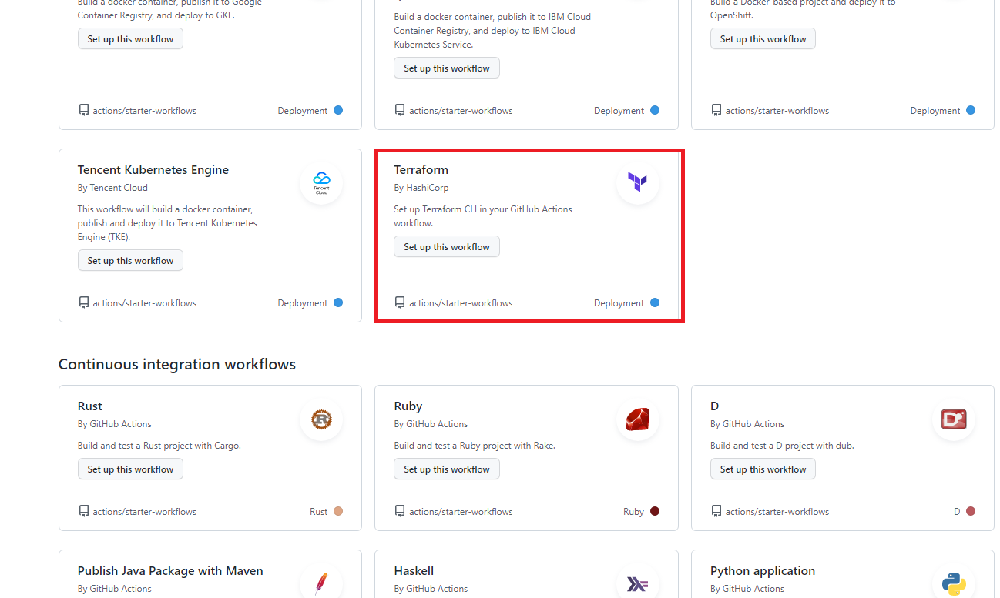 Build a docker container, publish it to Google
Container Registry, and deploy to GKE.
Set up this workflow
actions/starter-workflows
Deployment
Build a docker container, publish it to IBM Cloud
Container Registry, and deploy to IBM Cloud
Kubernetes Service.
Set up this workflow
actions/starter-workflows
Deployment
Build a Docker-based project and deploy it to
OpenShift.
Set up this workflow
actions/starter-workflows
Deployment
Tencent Kubernetes Engine
By Tencent Cloud
Tencent
Cloud
This workflow will build a docker container,
publish and deploy it to Tencent Kubernetes
Engine (TKE).
Set up this workflow
actions/starter-workflows
Deployment
Terraform
By HashiCorp
Set up Terraform CLI in your GitHub Actions
workflow.
Set up this workflow
actions/starter-workflows
Deployment
Continuous integration workflows
Rust
By GitHub Actions
R
Build and test a Rust project with Cargo.
Set up this workflow
actions/starter-workflows
Rust
Ruby
By GitHub Actions
Build and test a Ruby project with Rake.
Set up this workflow
actions/starter-workflows
Ruby
D
By GitHub Actions
D
Build and test a D project with dub.
Set up this workflow
actions/starter-workflows
D
Publish Java Package with Maven
By GitHub Actions
Haskell
By GitHub Actions
Python application
By GitHub Actions